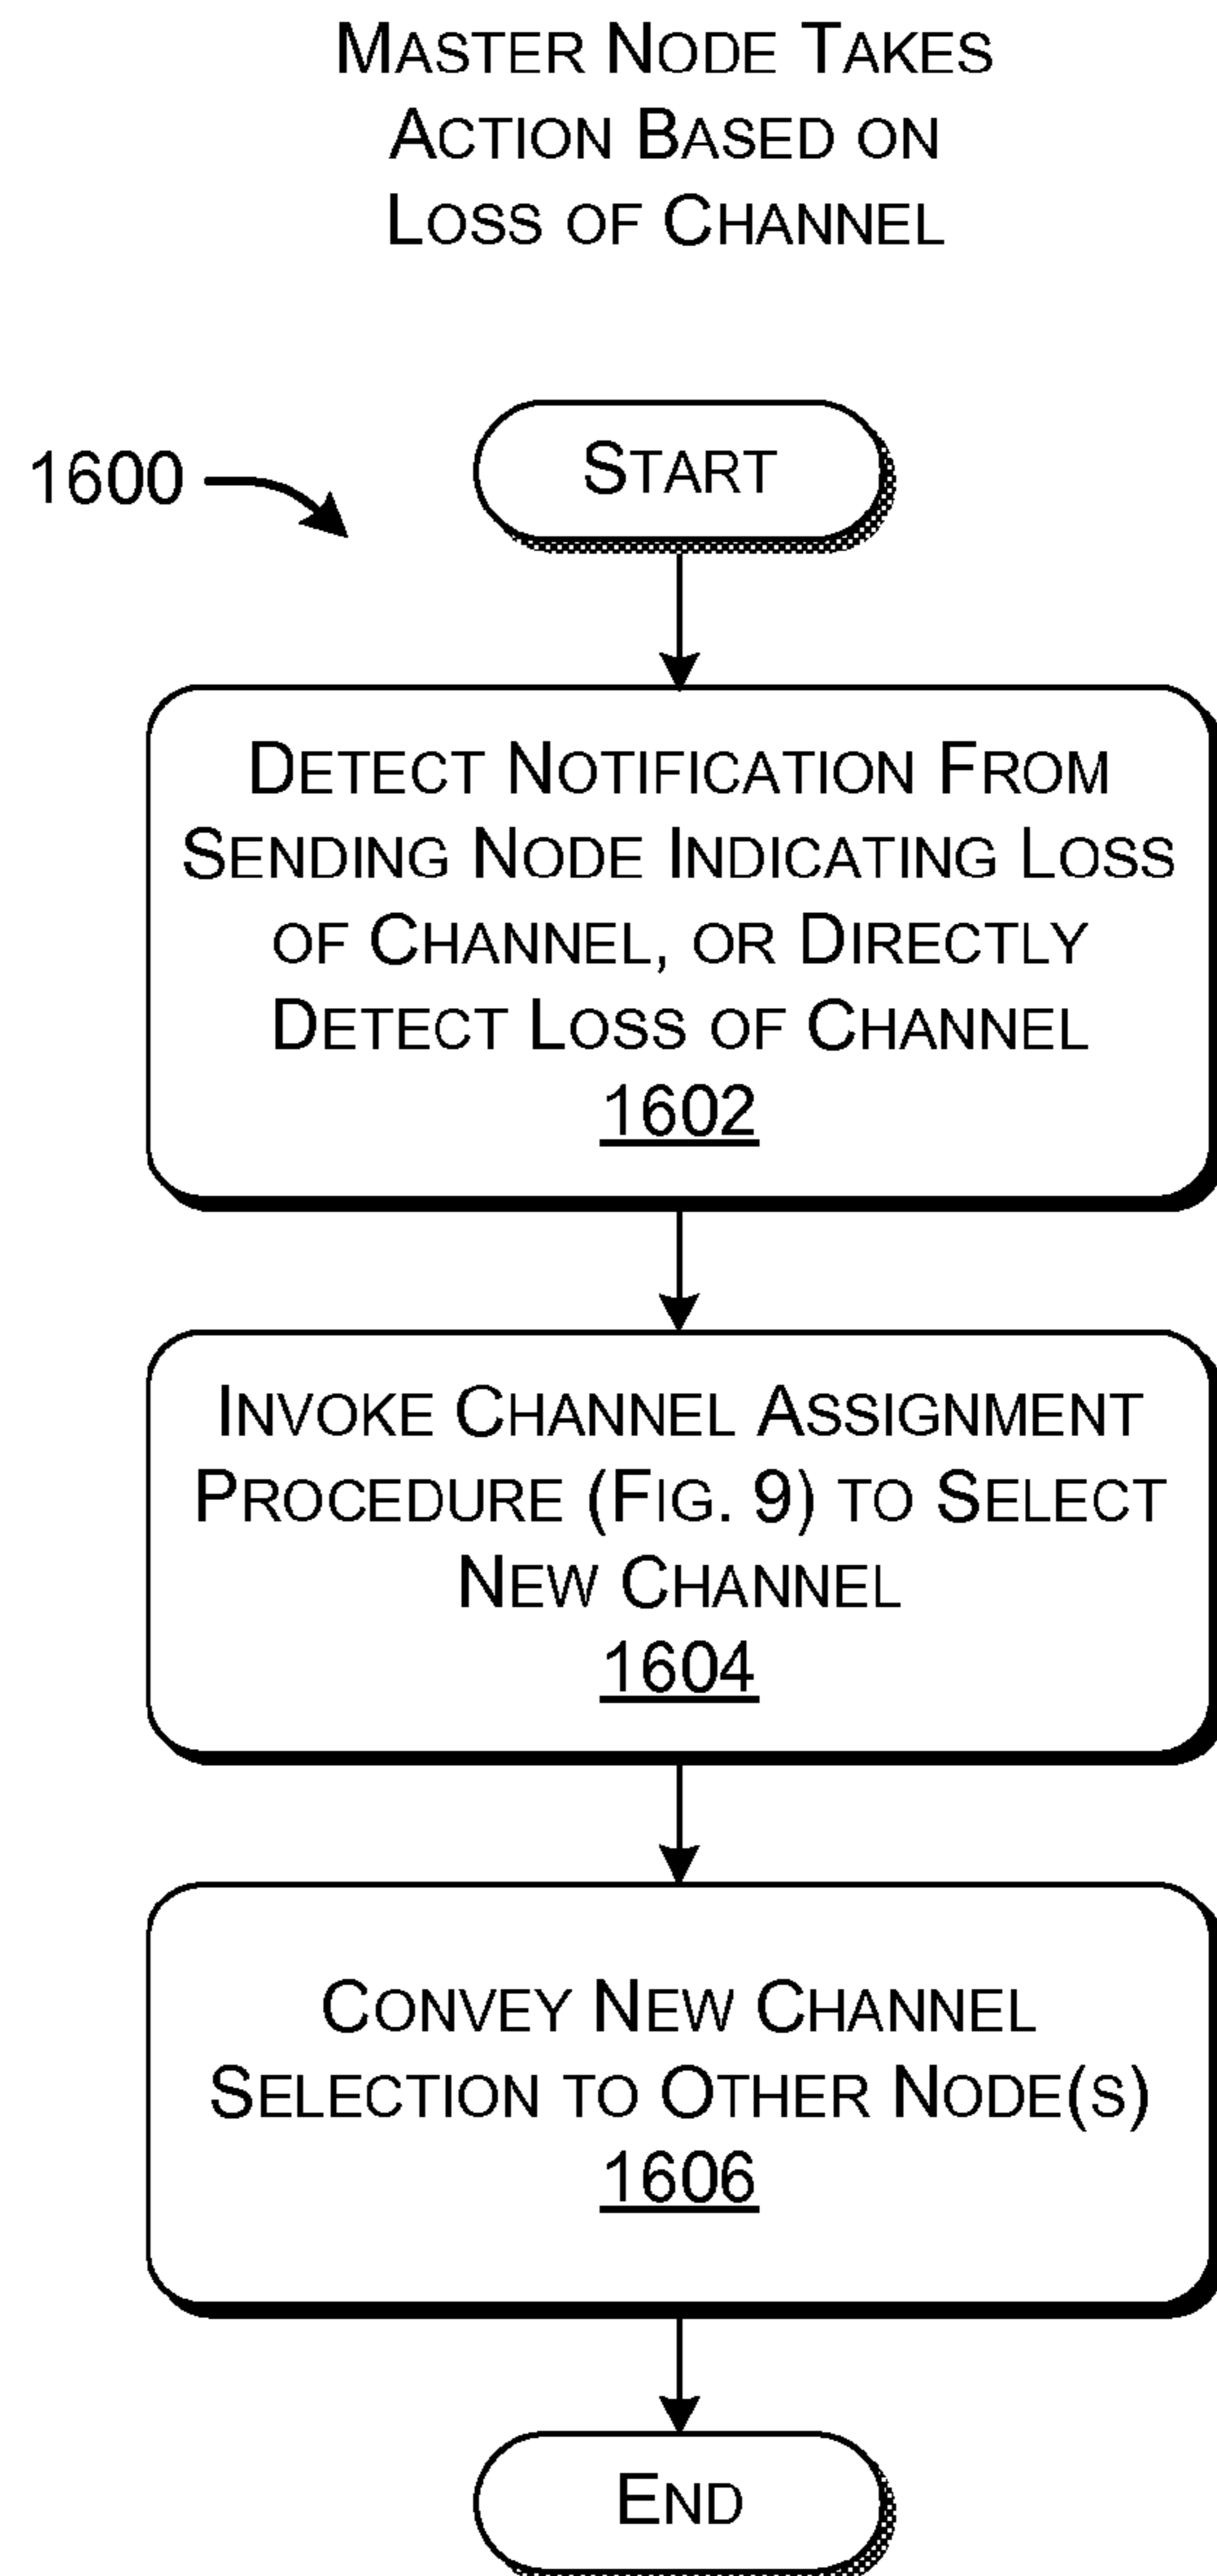 MASTER NODE TAKES
ACTION BASED ON
LOSS OF CHANNEL
1600
START
DETECT NOTIFICATION FROM
SENDING NODE INDICATING LOSS
OF CHANNEL, OR DIRECTLY
DETECT LOSS OF CHANNEL
1602
INVOKE CHANNEL ASSIGNMENT
PROCEDURE (FIG. 9) TO SELECT
NEW CHANNEL
1604
CONVEY NEW CHANNEL
SELECTION TO OTHER NODE(S)
1606
END